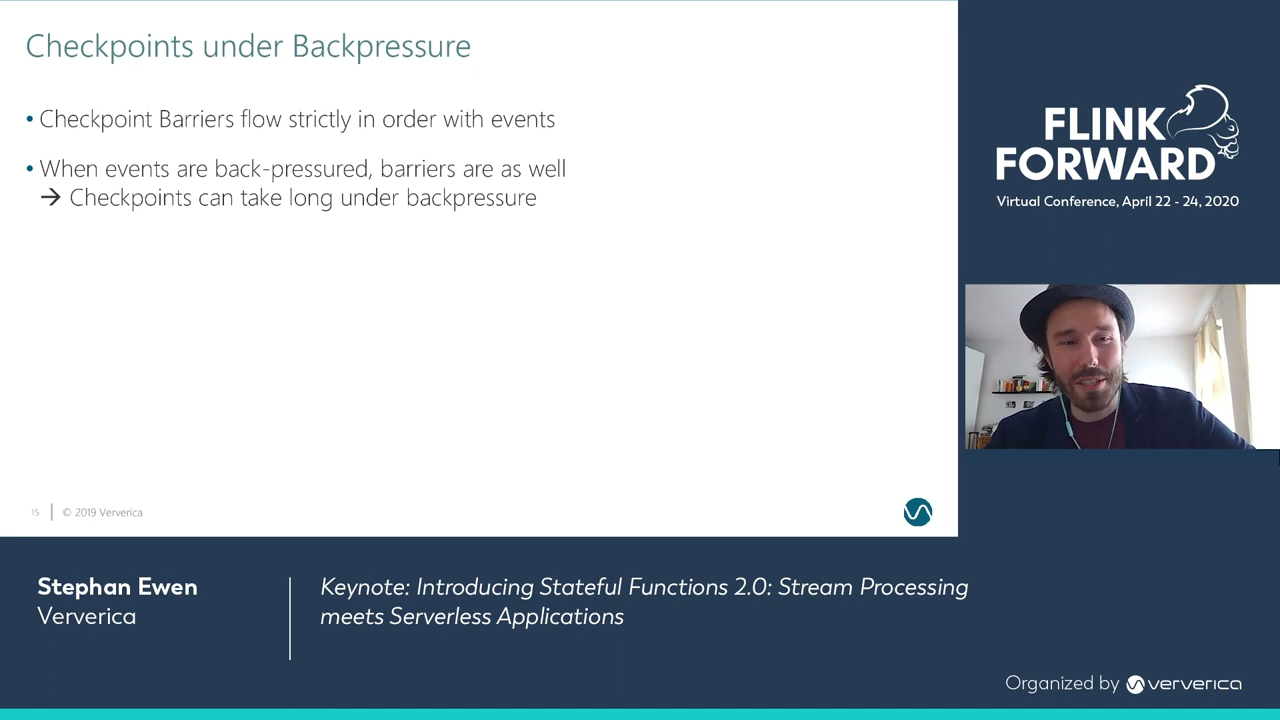 Checkpoints under Backpressure
• Checkpoint Barriers flow strictly in order with events
• When events are back-pressured, barriers are as well
→ Checkpoints can take long under backpressure
15 | © 2019 Ververica
FLINK
FORWARD
Virtual Conference, April 22 - 24, 2020
Stephan Ewen
Ververica
Keynote: Introducing Stateful Functions 2.0: Stream Processing
meets Serverless Applications
Organized by ververica